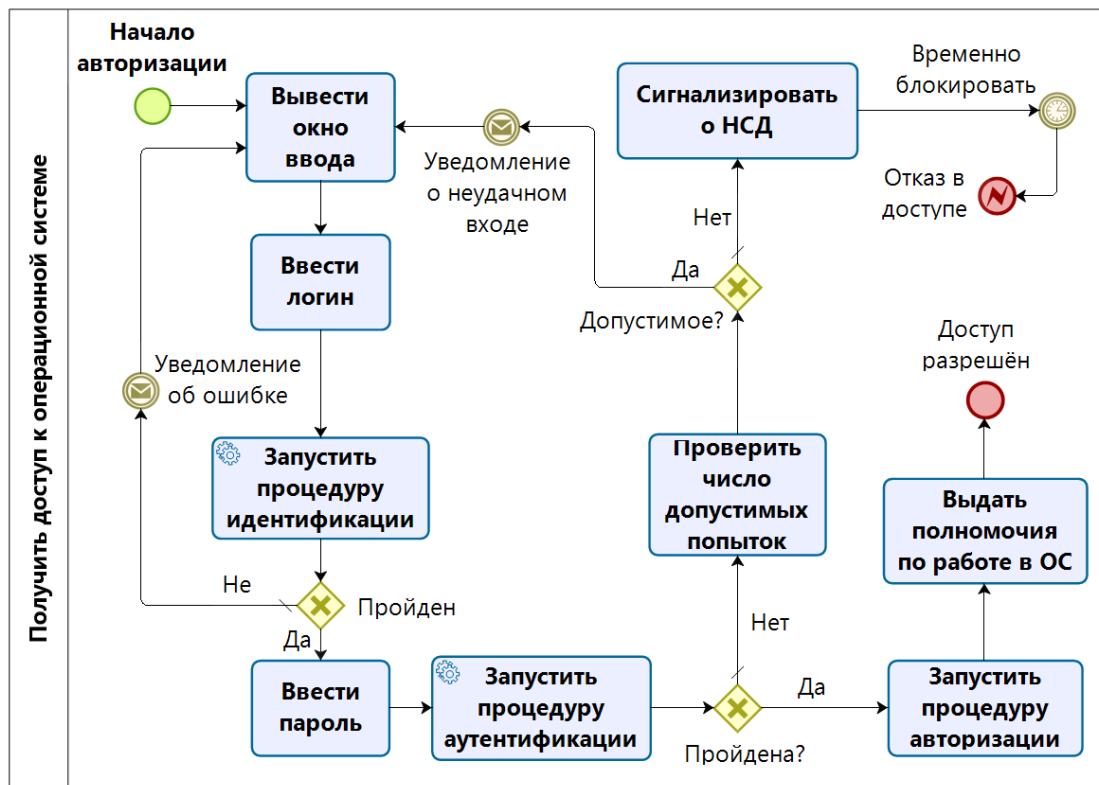 Получить доступ к операционной системе
Начало
авторизации
Вывести
окно
ввода
Ввести
логин
Уведомление
об ошибке
Запустить
процедуру
идентификации
Не
Пройден
Да
Ввести
пароль
Запустить
процедуру
аутентификации
Пройдена?
Нет
Да
Проверить
число
допустимых
попыток
Допустимое?
Да
Нет
Уведомление
о неудачном
входе
Сигнализировать
о НСД
Временно
блокировать
Отказ в
доступе
Запустить
процедуру
авторизации
Выдать
полномочия
по работе в ОС
Доступ
разрешён